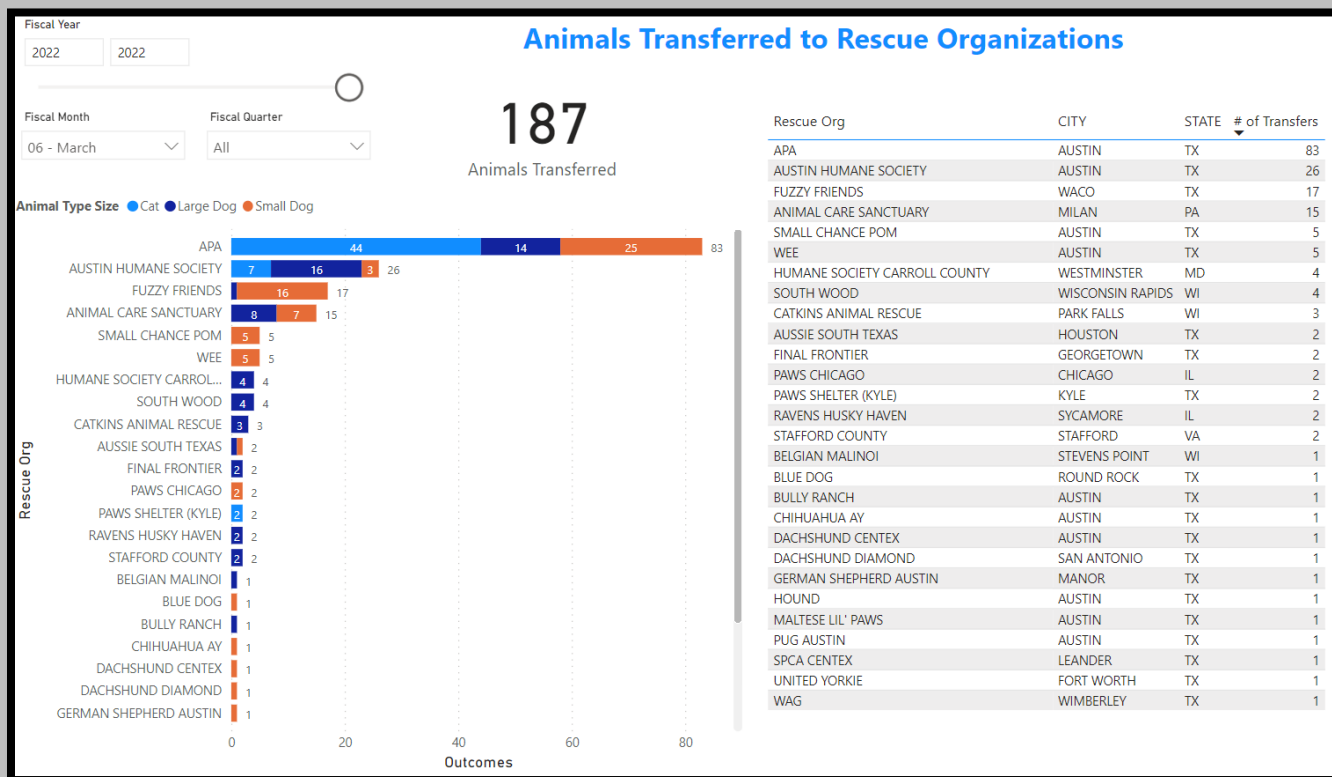 Fiscal Year
2022 2022
Animals Transferred to Rescue Organizations
Fiscal Month Fiscal Quarter
06 - March All
187
Animals Transferred
Animal Type Size Cat Large Dog Small Dog
Rescue Org
APA 44 14 25 83
AUSTIN HUMANE SOCIETY 7 16 3 26
FUZZY FRIENDS 16 17
ANIMAL CARE SANCTUARY 8 7 15
SMALL CHANCE POM 5 5
WEE 5 5
HUMANE SOCIETY CARROL... 4 4
SOUTH WOOD 4 4
CATKINS ANIMAL RESCUE 3 3
AUSSIE SOUTH TEXAS 2
FINAL FRONTIER 2 2
PAWS CHICAGO 2 2
PAWS SHELTER (KYLE) 2 2
RAVENS HUSKY HAVEN 2 2
STAFFORD COUNTY 2 2
BELGIAN MALINOI 1
BLUE DOG 1
BULLY RANCH 1
CHIHUAHUA AY 1
DACHSHUND CENTEX 1
DACHSHUND DIAMOND 1
GERMAN SHEPHERD AUSTIN 1
0 20 40 60 80
Outcomes
Rescue Org CITY STATE # of Transfers
APA AUSTIN TX 83
AUSTIN HUMANE SOCIETY AUSTIN TX 26
FUZZY FRIENDS WACO TX 17
ANIMAL CARE SANCTUARY MILAN PA 15
SMALL CHANCE POM AUSTIN TX 5
WEE AUSTIN TX 5
HUMANE SOCIETY CARROLL COUNTY WESTMINSTER MD 4
SOUTH WOOD WISCONSIN RAPIDS WI 4
CATKINS ANIMAL RESCUE PARK FALLS WI 3
AUSSIE SOUTH TEXAS HOUSTON TX 2
FINAL FRONTIER GEORGETOWN TX 2
PAWS CHICAGO CHICAGO IL 2
PAWS SHELTER (KYLE) KYLE TX 2
RAVENS HUSKY HAVEN SYCAMORE IL 2
STAFFORD COUNTY STAFFORD VA 2
BELGIAN MALINOI STEVENS POINT WI 1
BLUE DOG ROUND ROCK TX 1
BULLY RANCH AUSTIN TX 1
CHIHUAHUA AY AUSTIN TX 1
DACHSHUND CENTEX AUSTIN TX 1
DACHSHUND DIAMOND SAN ANTONIO TX 1
GERMAN SHEPHERD AUSTIN MANOR TX 1
HOUND AUSTIN TX 1
MALTESE LIL' PAWS AUSTIN TX 1
PUG AUSTIN AUSTIN TX 1
SPCA CENTEX LEANDER TX 1
UNITED YORKIE FORT WORTH TX 1
WAG WIMBERLEY TX 1